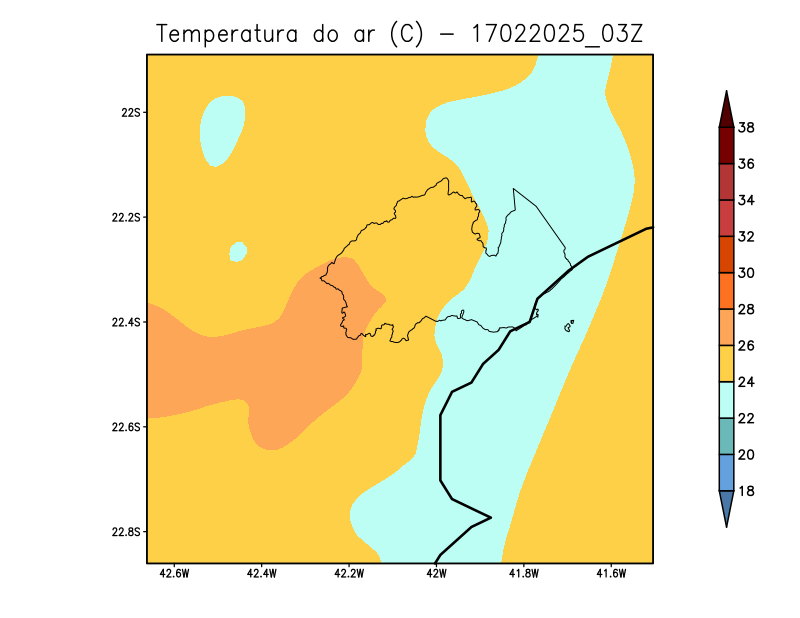 Temperatura do ar (C) – 17022025_03Z
22S
22.2S
22.4S
22.6S
22.8S
42.6W
42.4W
42.2W
42W
41.8W
41.6W
38
36
34
32
30
28
26
24
22
20
18